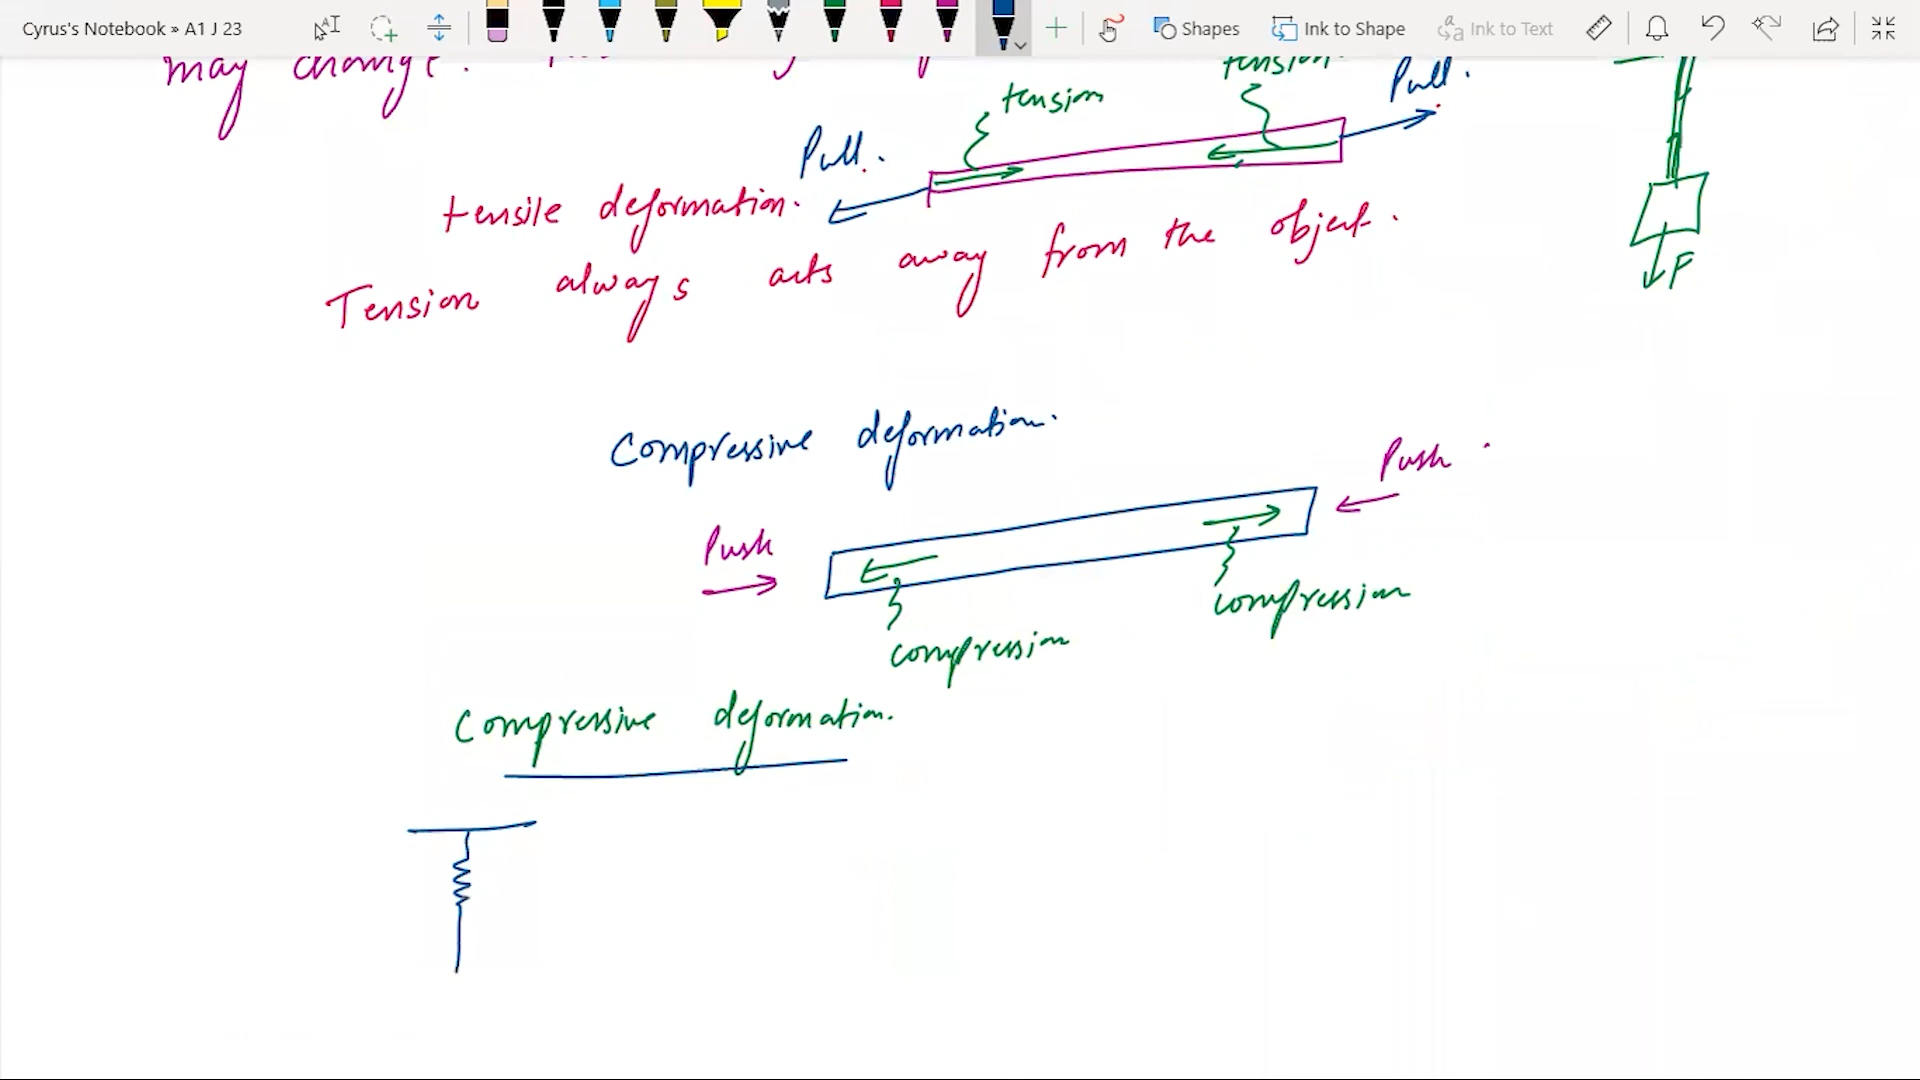 Cyrus's Notebook » A1 J 23
Shapes
Ink to Shape
Ink to Text
may change.
tension
tension.
Pull.
Pull.
tensile deformation.
Tension always acts away from the object.
F
Compressive deformation.
Push
Push
compression
compression
Compressive deformation.